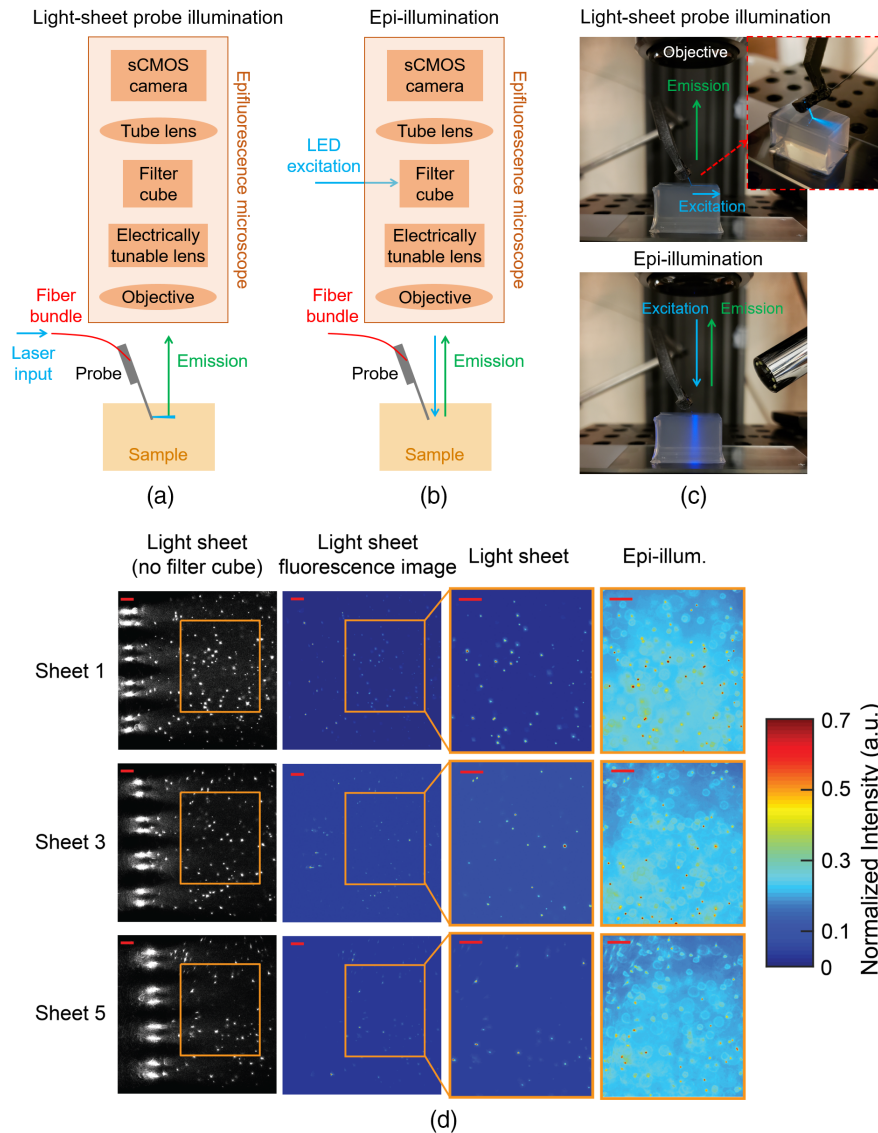 Light-sheet probe illumination
sCMOS
camera
Tube lens
Filter
cube
Electrically
tunable lens
Objective
Epifluorescence microscope
Fiber
bundle
Laser
input
Probe
Emission
Sample
(a)
Epi-illumination
sCMOS
camera
Tube lens
LED
excitation
Filter
cube
Electrically
tunable lens
Objective
Epifluorescence microscope
Fiber
bundle
Probe
Emission
Sample
(b)
Light-sheet probe illumination
Objective
Emission
Excitation
Epi-illumination
Excitation
Emission
(c)
Light sheet
(no filter cube)
Light sheet
fluorescence image
Light sheet
Epi-illum.
Sheet 1
Sheet 3
Sheet 5
0.7
0.5
0.3
0.1
0
Normalized Intensity (a.u.)
(d)